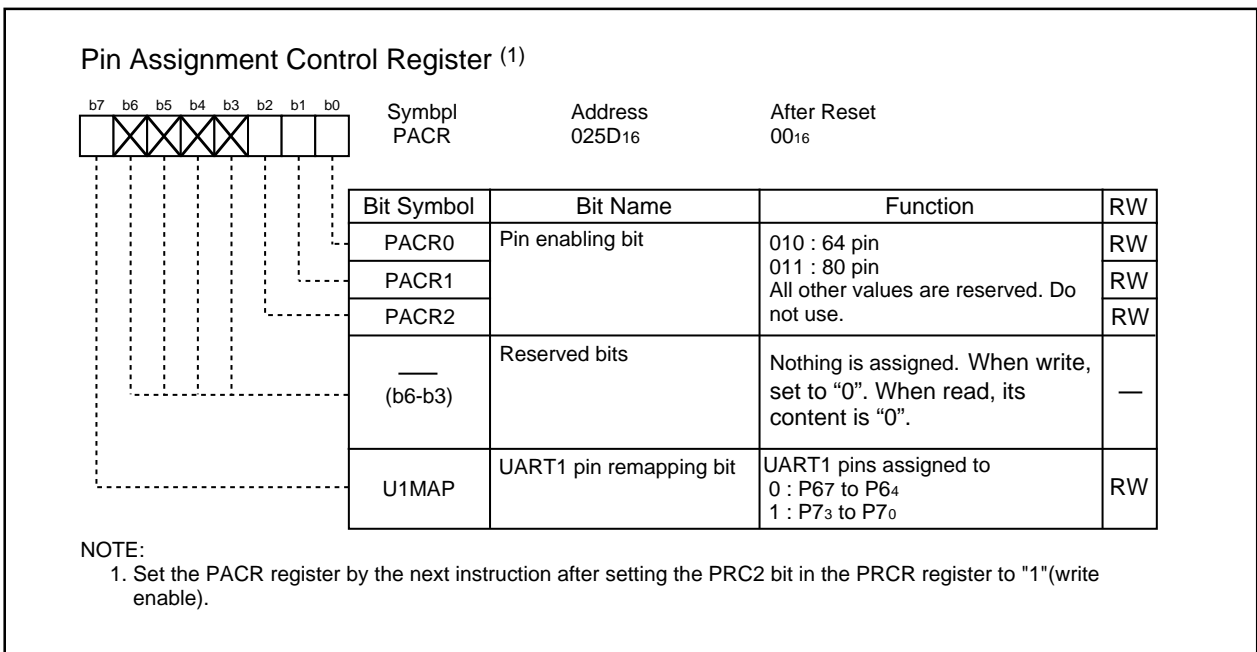 Pin Assignment Control Register (1)
b7 b6 b5 b4 b3 b2 b1 b0
Symbpl Address After Reset
PACR 025D16 0016
Bit Symbol Bit Name Function RW
PACR0 Pin enabling bit 010 : 64 pin RW
011 : 80 pin
PACR1 All other values are reserved. Do RW
PACR2 not use. RW
Reserved bits Nothing is assigned. When write,
(b6-b3) set to “0”. When read, its —
content is “0”.
UART1 pin remapping bit UART1 pins assigned to
U1MAP 0 : P67 to P64 RW
1 : P73 to P70
NOTE:
1. Set the PACR register by the next instruction after setting the PRC2 bit in the PRCR register to "1"(write
enable).